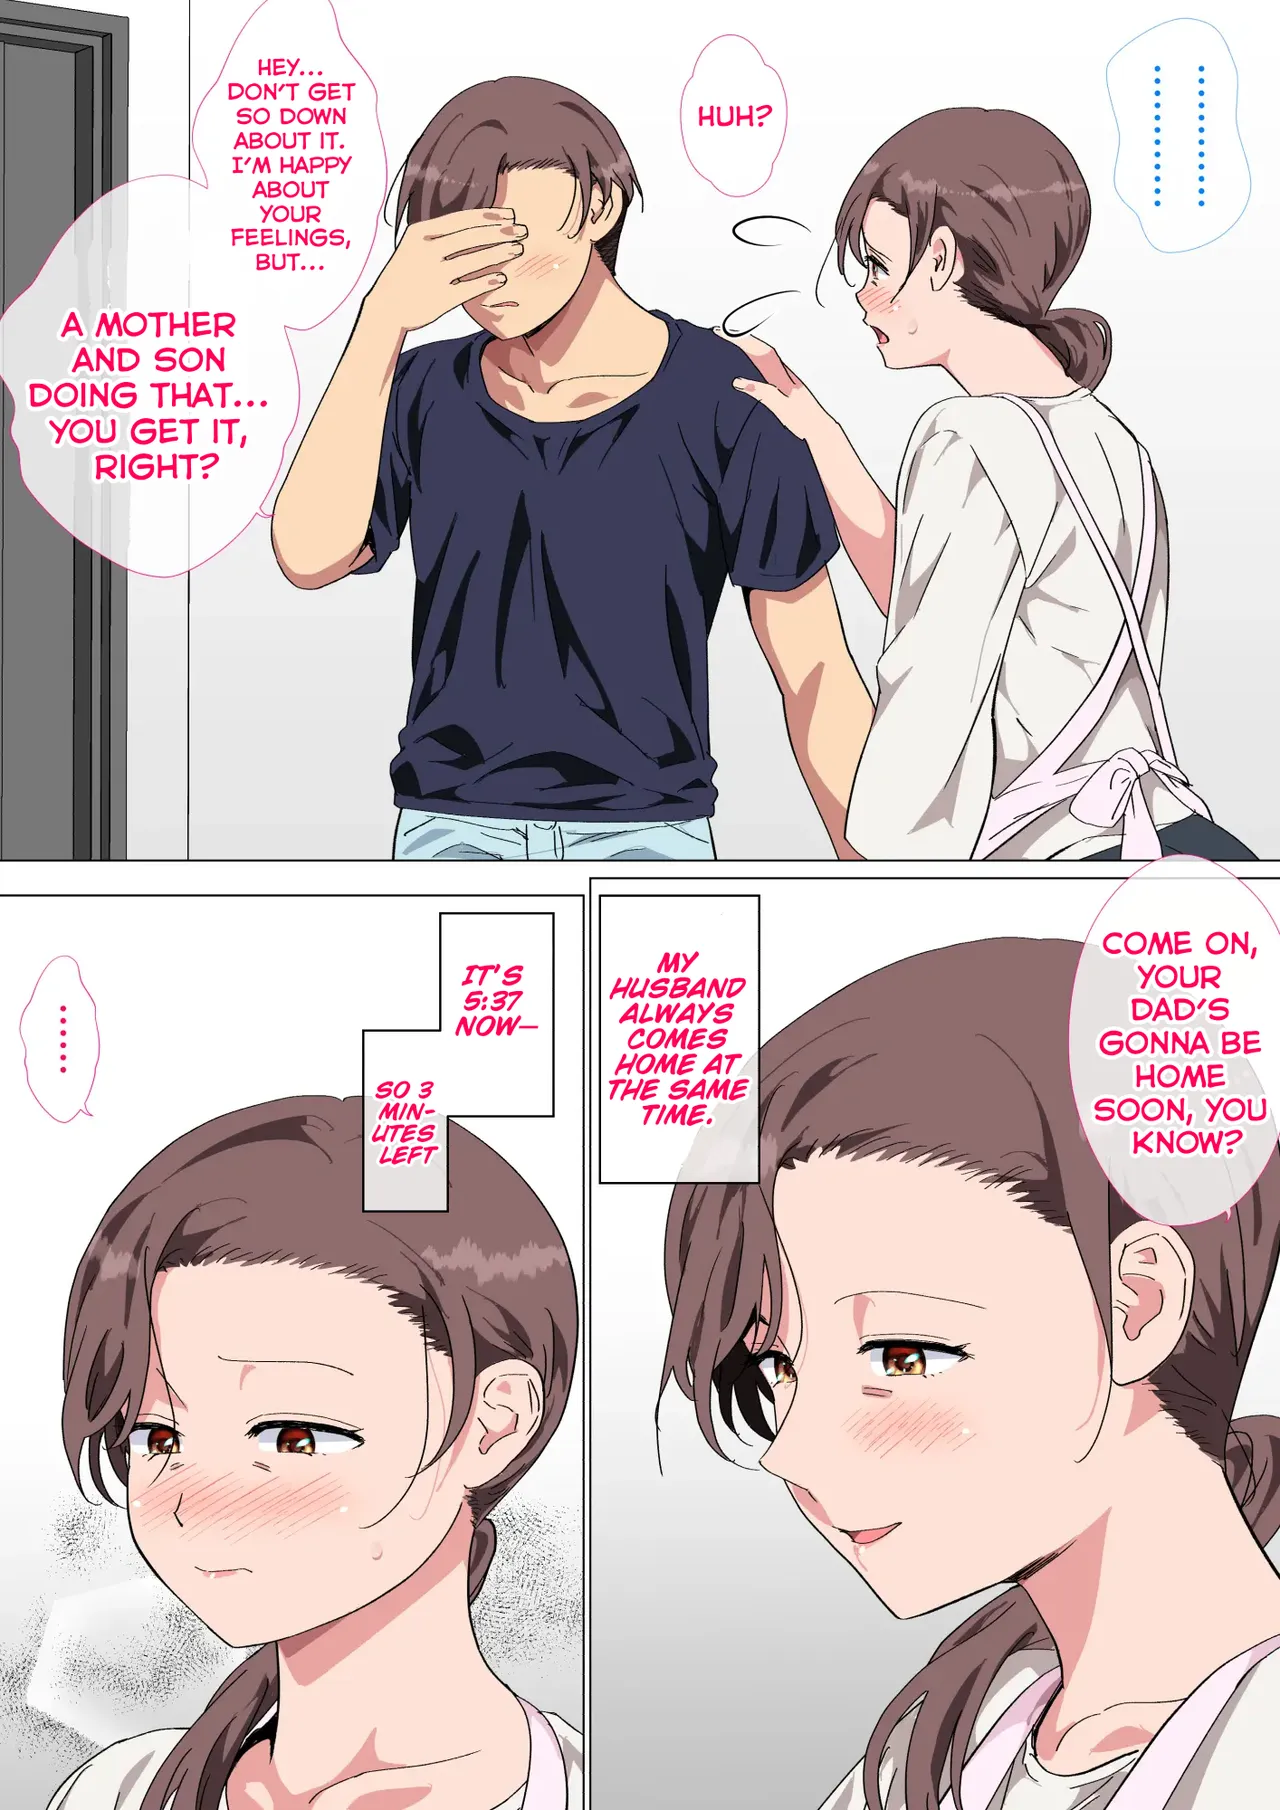 HUH?
HEY...
DON'T GET
SO DOWN
ABOUT IT.
I'M HAPPY
ABOUT
YOUR
FEELINGS,
BUT...
A MOTHER
AND SON
DOING THAT...
YOU GET IT,
RIGHT?
COME ON,
YOUR
DAD'S
GONNA BE
HOME
SOON, YOU
KNOW?
MY
HUSBAND
ALWAYS
COMES
HOME AT
THE SAME
TIME.
IT'S
5:37
NOW—
SO 3
MIN-
UTES
LEFT